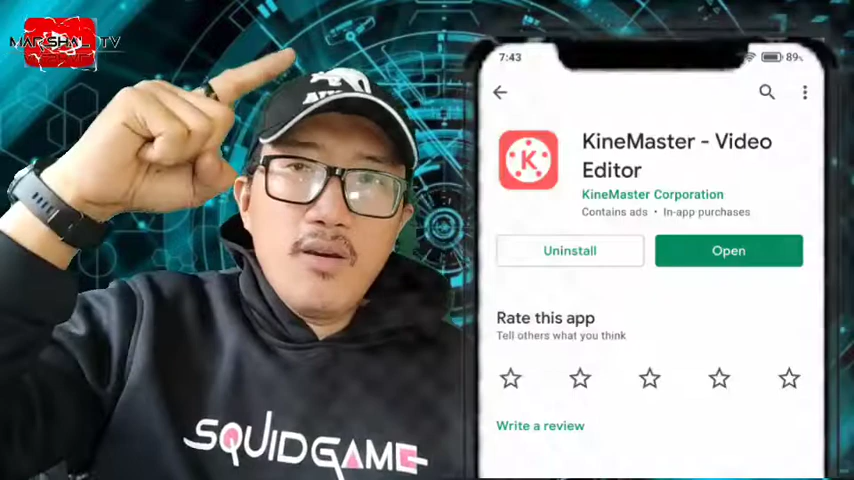 MARSHAL TV
7:43
89%
KineMaster - Video
Editor
KineMaster Corporation
Contains ads • In-app purchases
Uninstall
Open
Rate this app
Tell others what you think
Write a review
SQUIDGAME